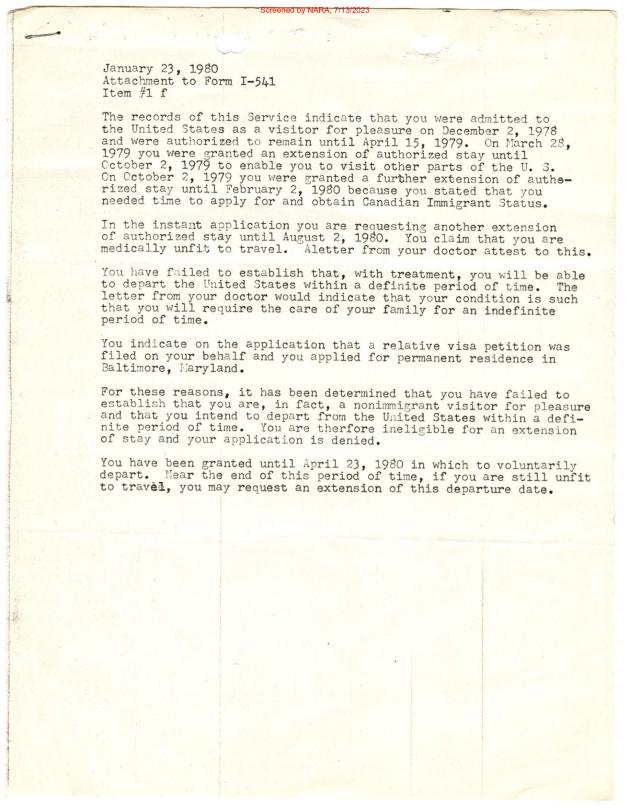 Screened by NARA, 7/13/2023
January 23, 1980
Attachment to Form I-541
Item #1 f
The records of this Service indicate that you were admitted to
the United States as a visitor for pleasure on December 2, 1978
and were authorized to remain until April 15, 1979. On March 28,
1979 you were granted an extension of authorized stay until
October 2, 1979 to enable you to visit other parts of the U. S.
On October 2, 1979 you were granted a further extension of autho-
rized stay until February 2, 1980 because you stated that you
needed time to apply for and obtain Canadian Immigrant Status.
In the instant application you are requesting another extension
of authorized stay until August 2, 1980. You claim that you are
medically unfit to travel. Aletter from your doctor attest to this.
You have failed to establish that, with treatment, you will be able
to depart the United States within a definite period of time. The
letter from your doctor would indicate that your condition is such
that you will require the care of your family for an indefinite
period of time.
You indicate on the application that a relative visa petition was
filed on your behalf and you applied for permanent residence in
Baltimore, Maryland.
For these reasons, it has been determined that you have failed to
establish that you are, in fact, a nonimmigrant visitor for pleasure
and that you intend to depart from the United States within a defi-
nite period of time. You are therfore ineligible for an extension
of stay and your application is denied.
You have been granted until April 23, 1980 in which to voluntarily
depart. Near the end of this period of time, if you are still unfit
to travel, you may request an extension of this departure date.